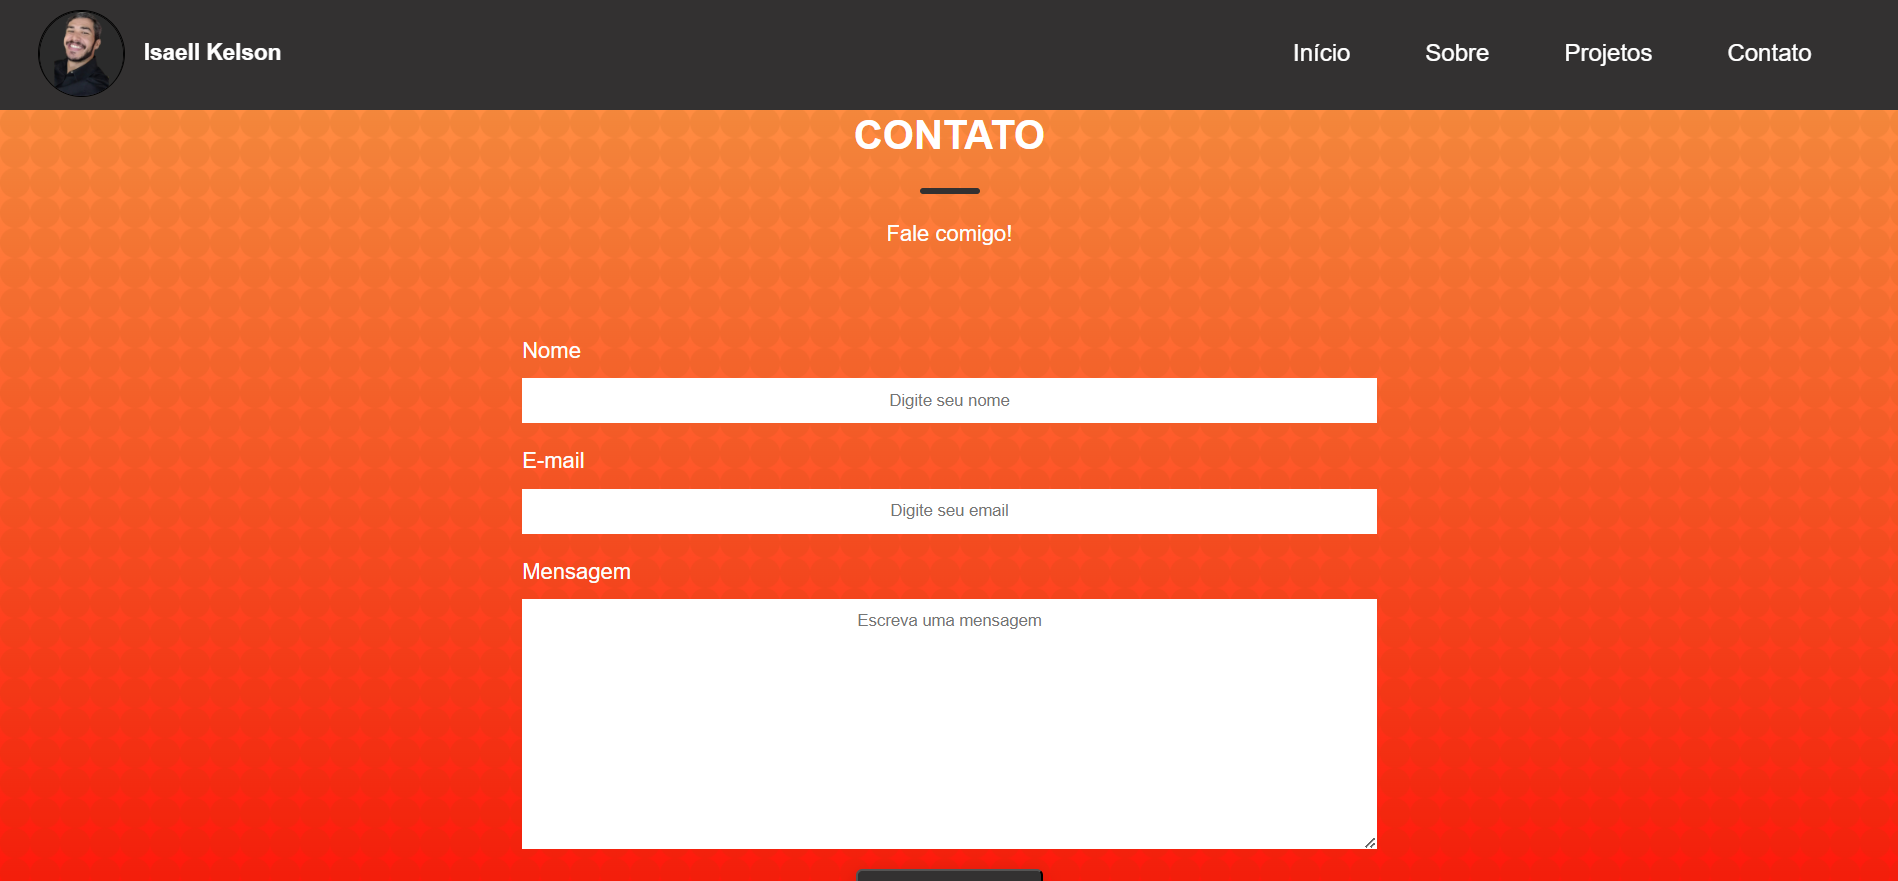 Isaell Kelson
Início Sobre Projetos Contato
CONTATO
Fale comigo!
Nome
Digite seu nome
E-mail
Digite seu email
Mensagem
Escreva uma mensagem